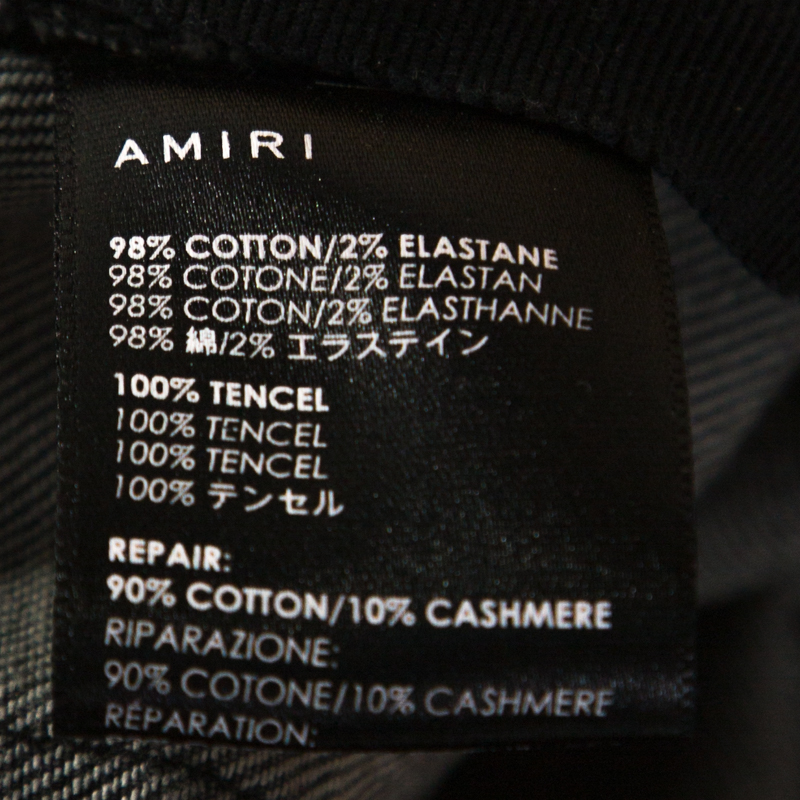 AMIRI
98% COTTON/2% ELASTANE
98% COTONE/2% ELASTAN
98% COTON/2% ELASTHANNE
98% 綿/2% エラステイン
100% TENCEL
100% TENCEL
100% TENCEL
100% テンセル
REPAIR:
90% COTTON/10% CASHMERE
RIPARAZIONE:
90% COTONE/10% CASHMERE
RÉPARATION: